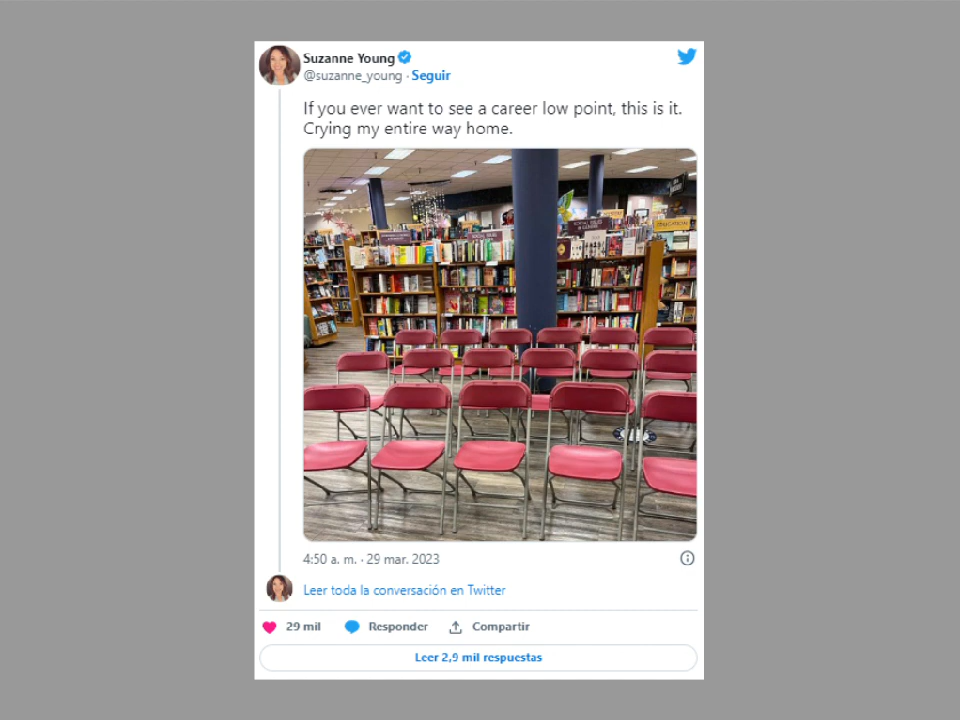 Suzanne Young
@suzanne_young · Seguir
If you ever want to see a career low point, this is it.
Crying my entire way home.
4:50 a. m. · 29 mar. 2023
Leer toda la conversación en Twitter
29 mil Responder Compartir
Leer 2,9 mil respuestas